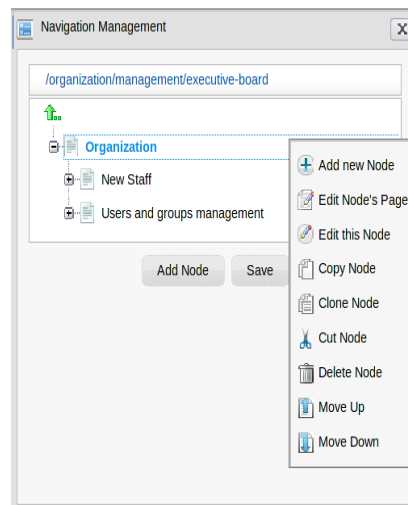 Navigation Management
X
/organization/management/executive-board
Organization
New Staff
Users and groups management
Add Node
Save
Add new Node
Edit Node's Page
Edit this Node
Copy Node
Clone Node
Cut Node
Delete Node
Move Up
Move Down